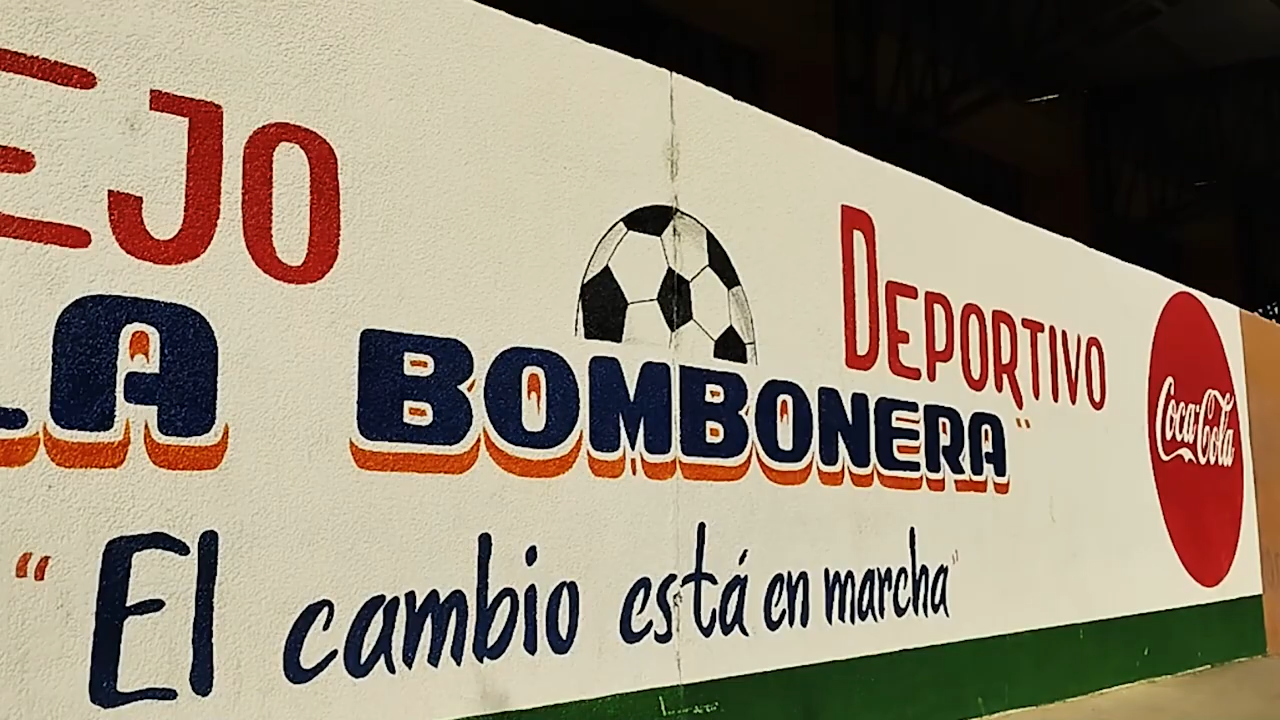 EJO DEPORTIVO
LA BOMBONERA"
"El cambio está en marcha"
Coca-Cola